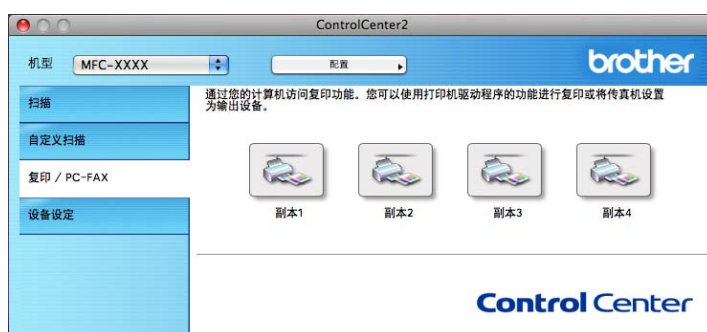 ControlCenter2
机型
MFC-XXXX
配置
brother
扫描
自定义扫描
复印 / PC-FAX
设备设定
通过您的计算机访问复印功能。您可以使用打印机驱动程序的功能进行复印或将传真机设置
为输出设备。
副本1
副本2
副本3
副本4
Control Center